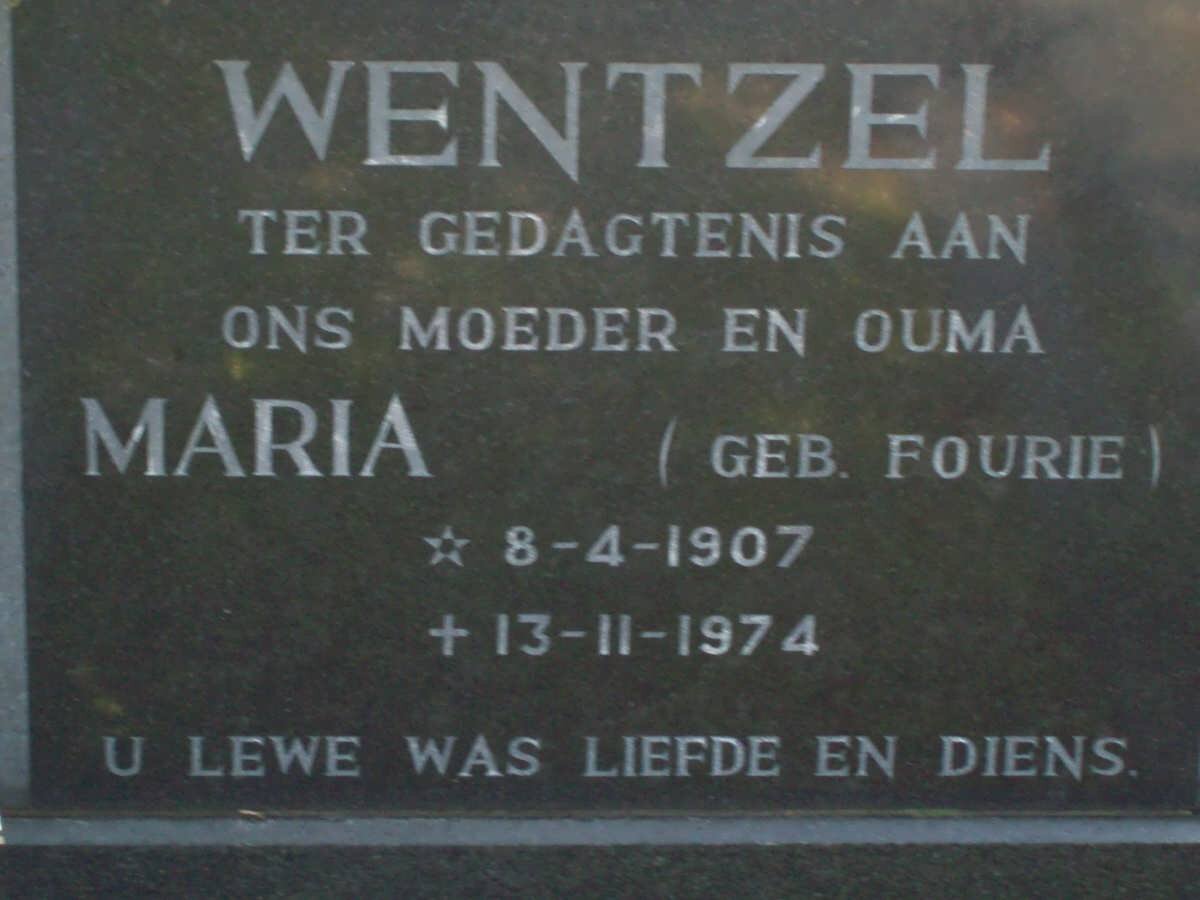 WENTZEL
TER GEDAGTENIS AAN
ONS MOEDER EN OUMA
MARIA (GEB. FOURIE)
☆ 8-4-1907
✝ 13-11-1974
U LEWE WAS LIEFDE EN DIENS.